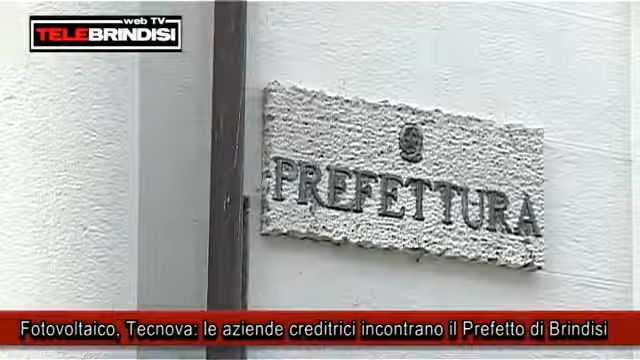 web TV
TELEBRINDISI
PREFETTURA
Fotovoltaico, Tecnova: le aziende creditrici incontrano il Prefetto di Brindisi